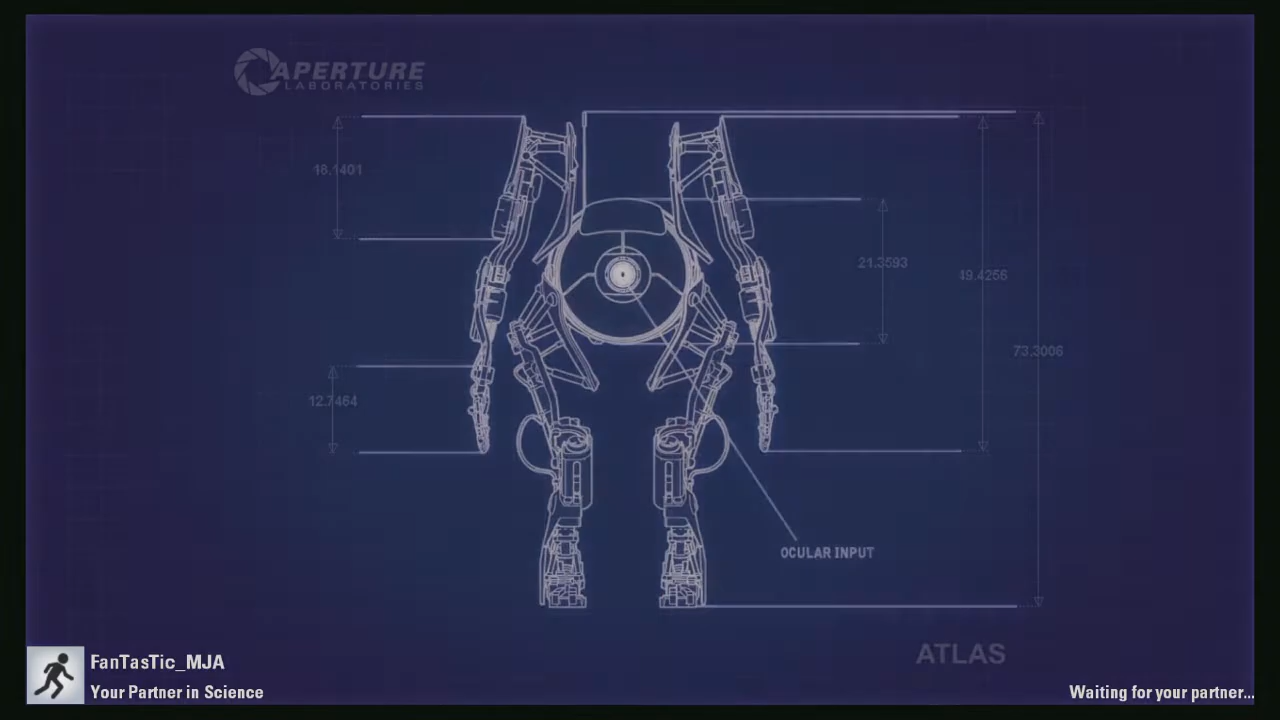 APERTURE
LABORATORIES
16.1401
21.3593
49.4256
73.3006
12.7464
OCULAR INPUT
ATLAS
FanTasTic_MJA
Your Partner in Science
Waiting for your partner...